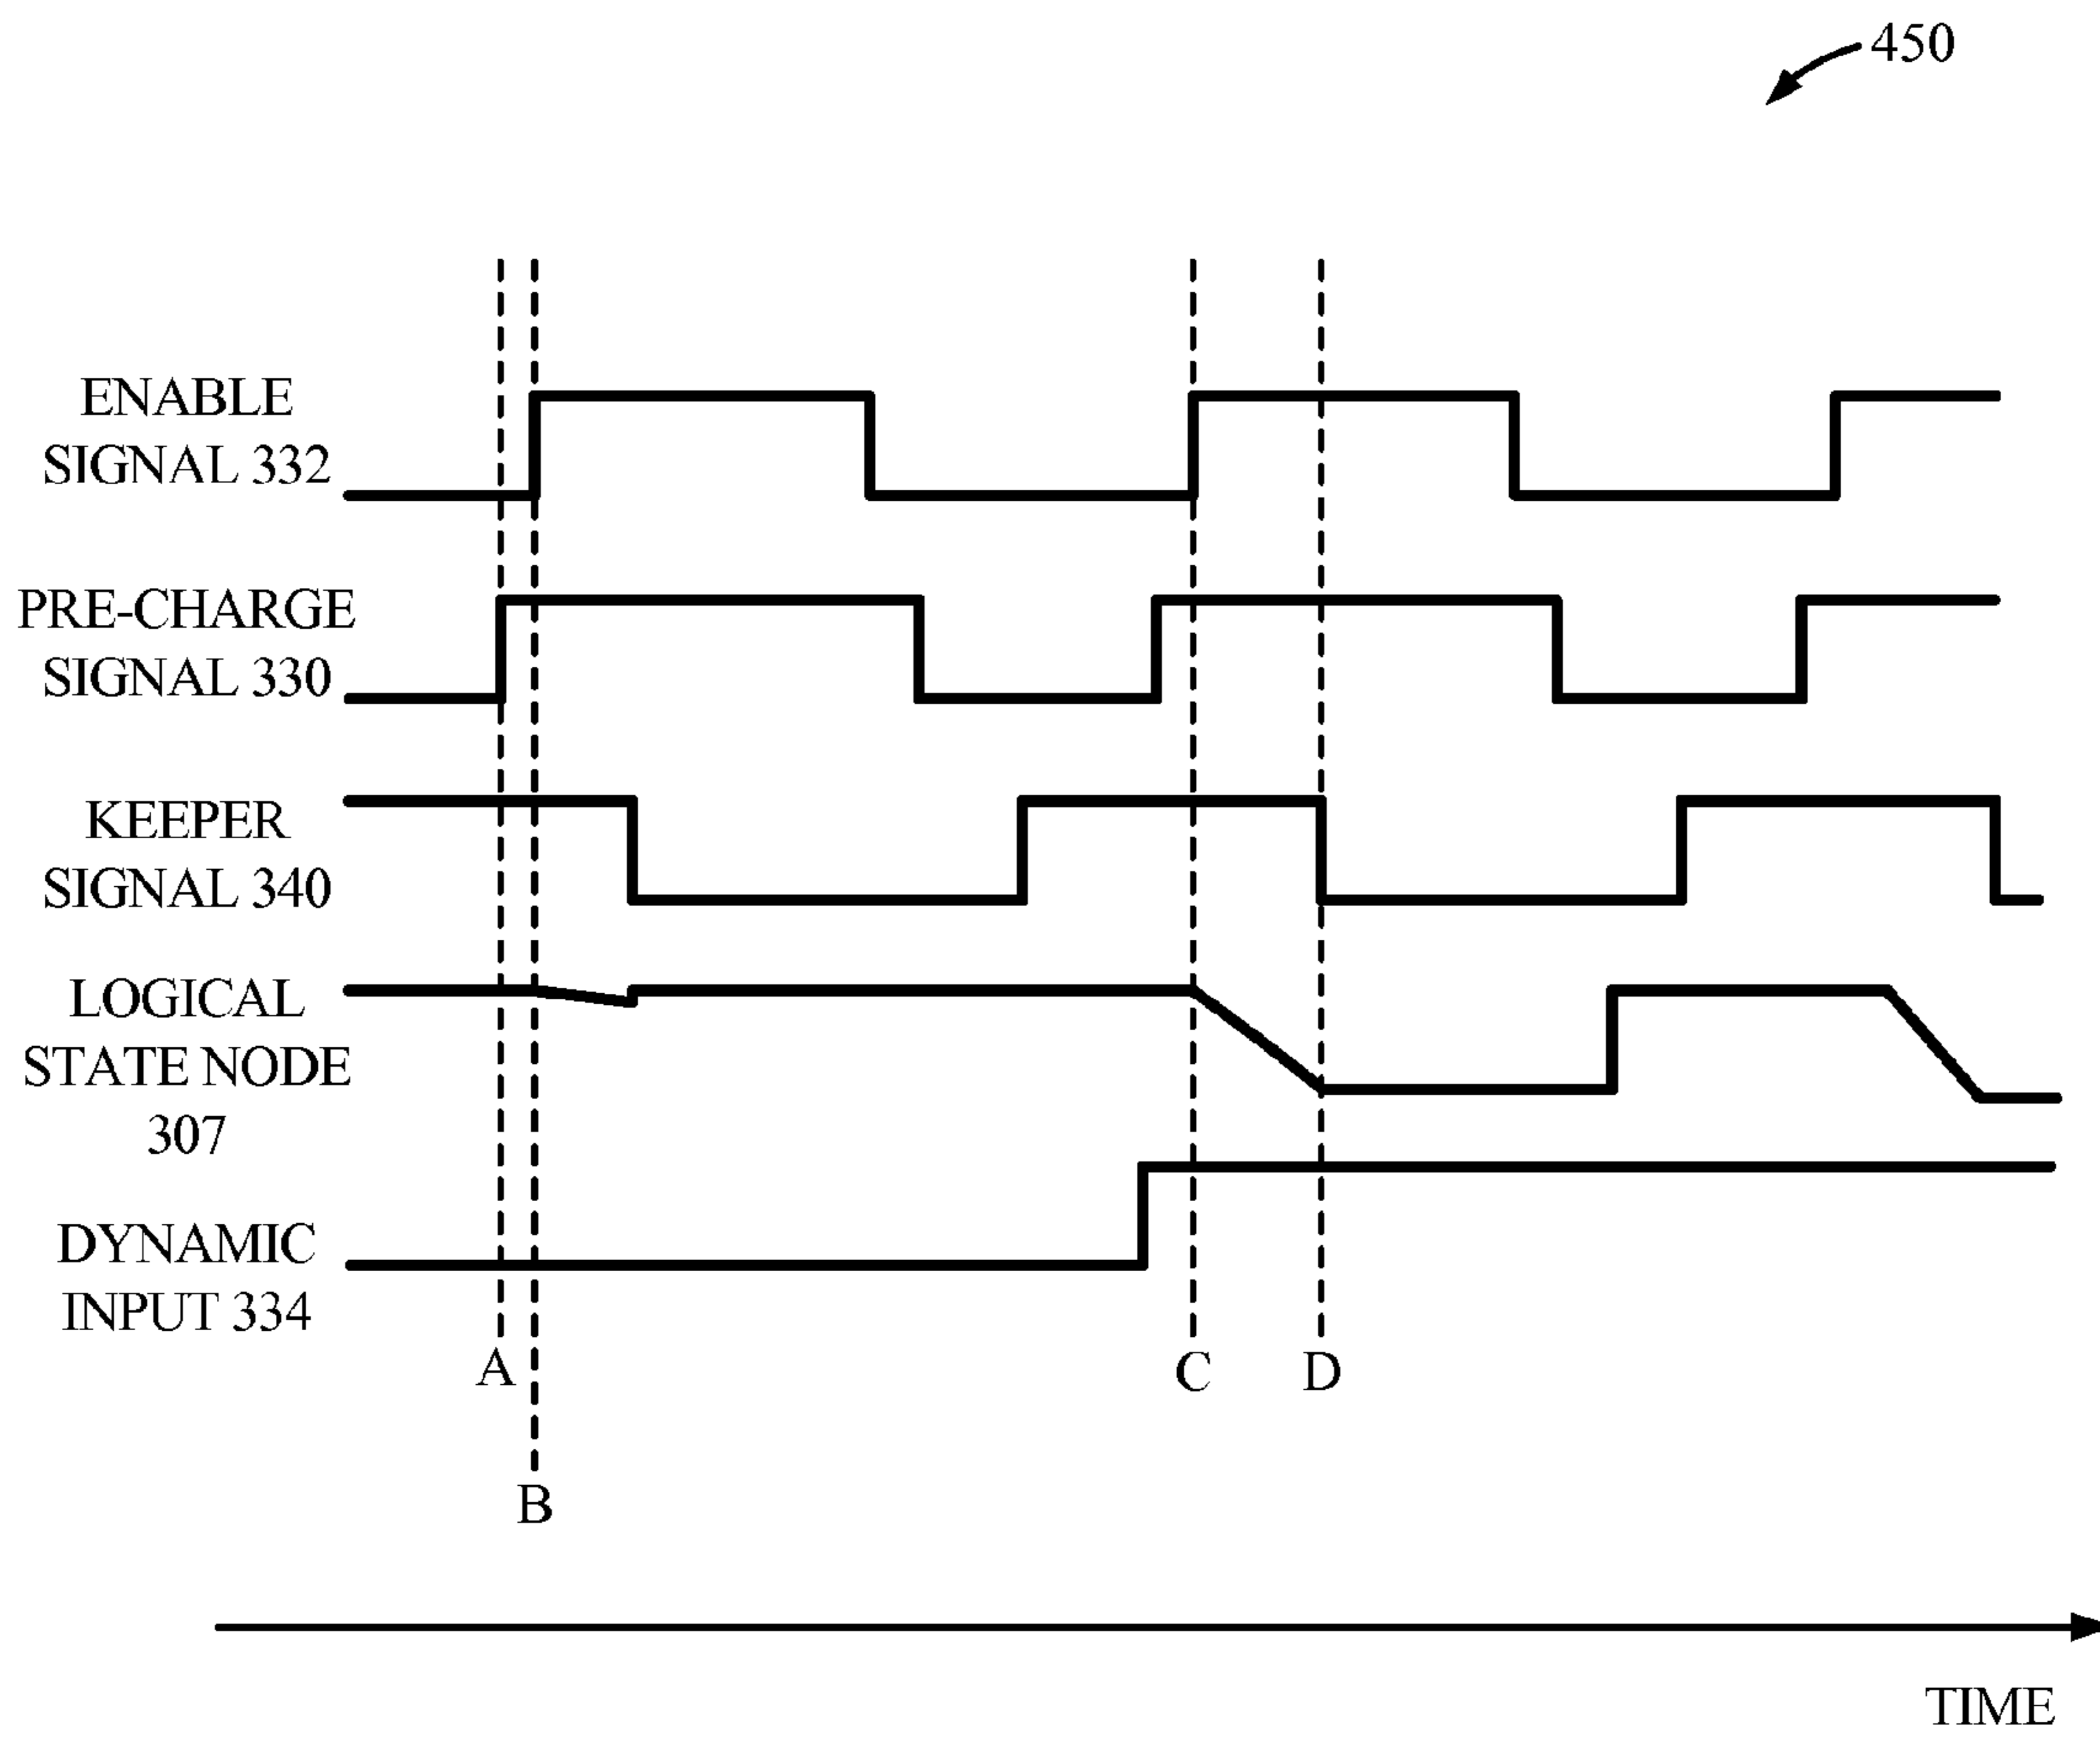 450
ENABLE
SIGNAL 332
PRE-CHARGE
SIGNAL 330
KEEPER
SIGNAL 340
LOGICAL
STATE NODE
307
DYNAMIC
INPUT 334
A
B
C
D
TIME